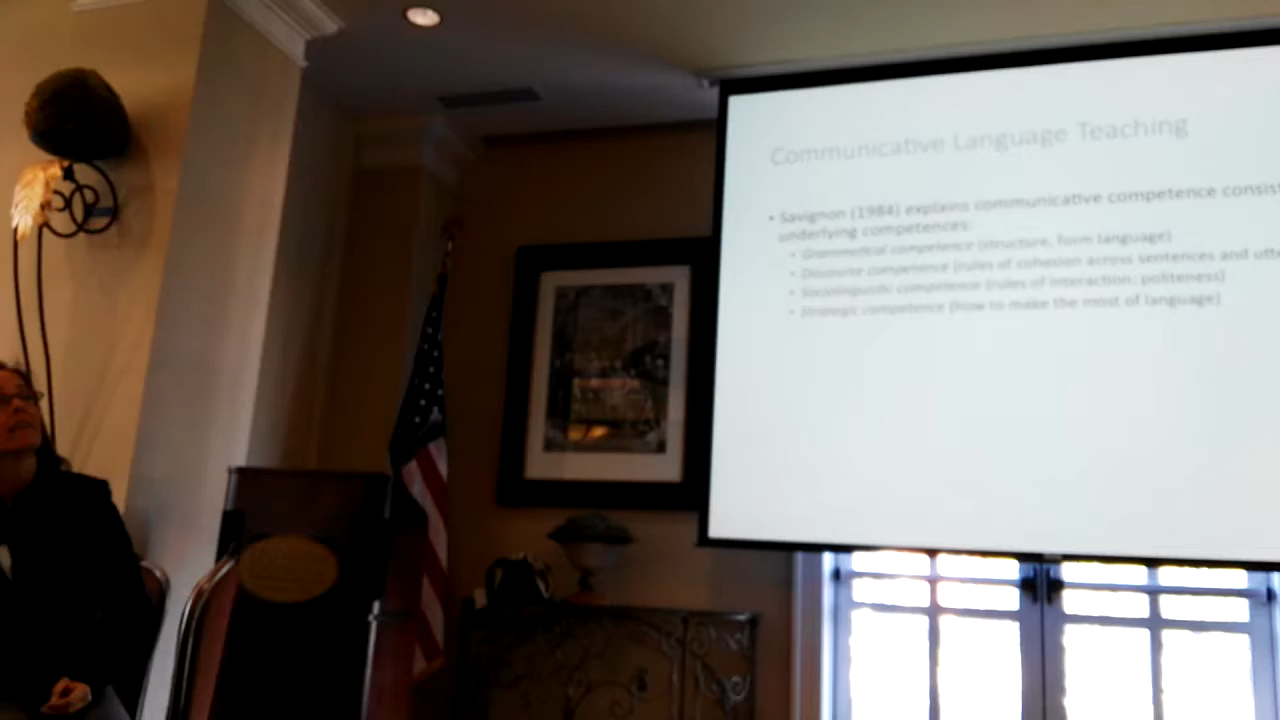 Communicative Language Teaching
• Savignon (1984) explains communicative competence consist
underlying competences:
• Grammatical competence (structure, form language)
• Discourse competence (rules of cohesion across sentences and utte
• Sociolinguistic competence (rules of interaction: politeness)
• Strategic competence (how to make the most of language)